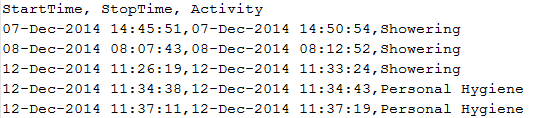 StartTime, StopTime, Activity
07-Dec-2014 14:45:51,07-Dec-2014 14:50:54,Showering
08-Dec-2014 08:07:43,08-Dec-2014 08:12:52,Showering
12-Dec-2014 11:26:19,12-Dec-2014 11:33:24,Showering
12-Dec-2014 11:34:38,12-Dec-2014 11:34:43,Personal Hygiene
12-Dec-2014 11:37:11,12-Dec-2014 11:37:19,Personal Hygiene